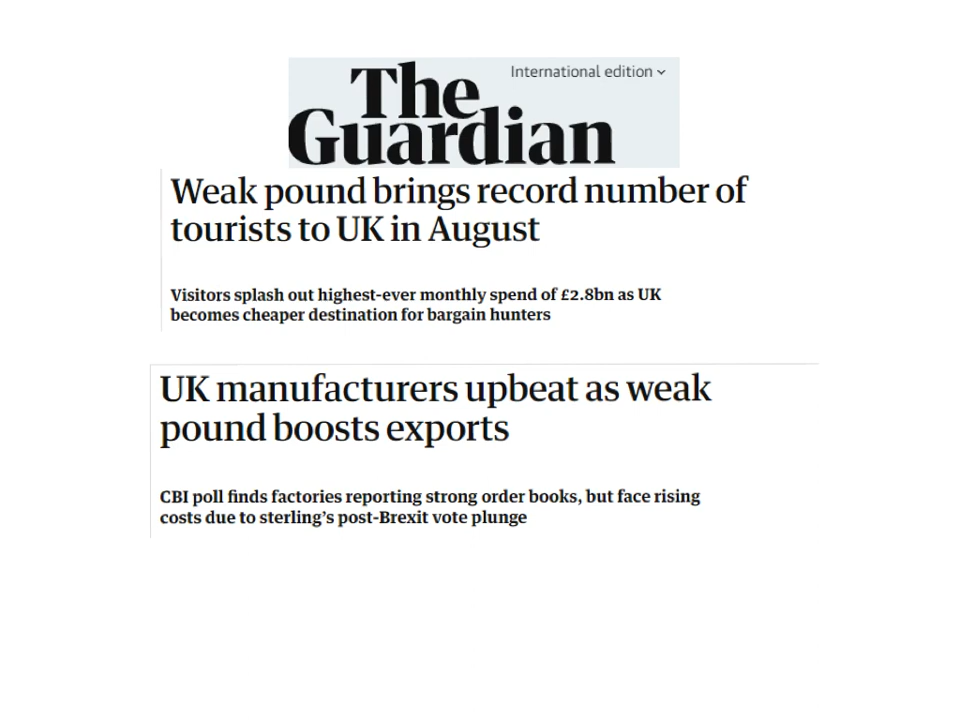 International edition
The
Guardian
Weak pound brings record number of
tourists to UK in August
Visitors splash out highest-ever monthly spend of £2.8bn as UK
becomes cheaper destination for bargain hunters
UK manufacturers upbeat as weak
pound boosts exports
CBI poll finds factories reporting strong order books, but face rising
costs due to sterling's post-Brexit vote plunge